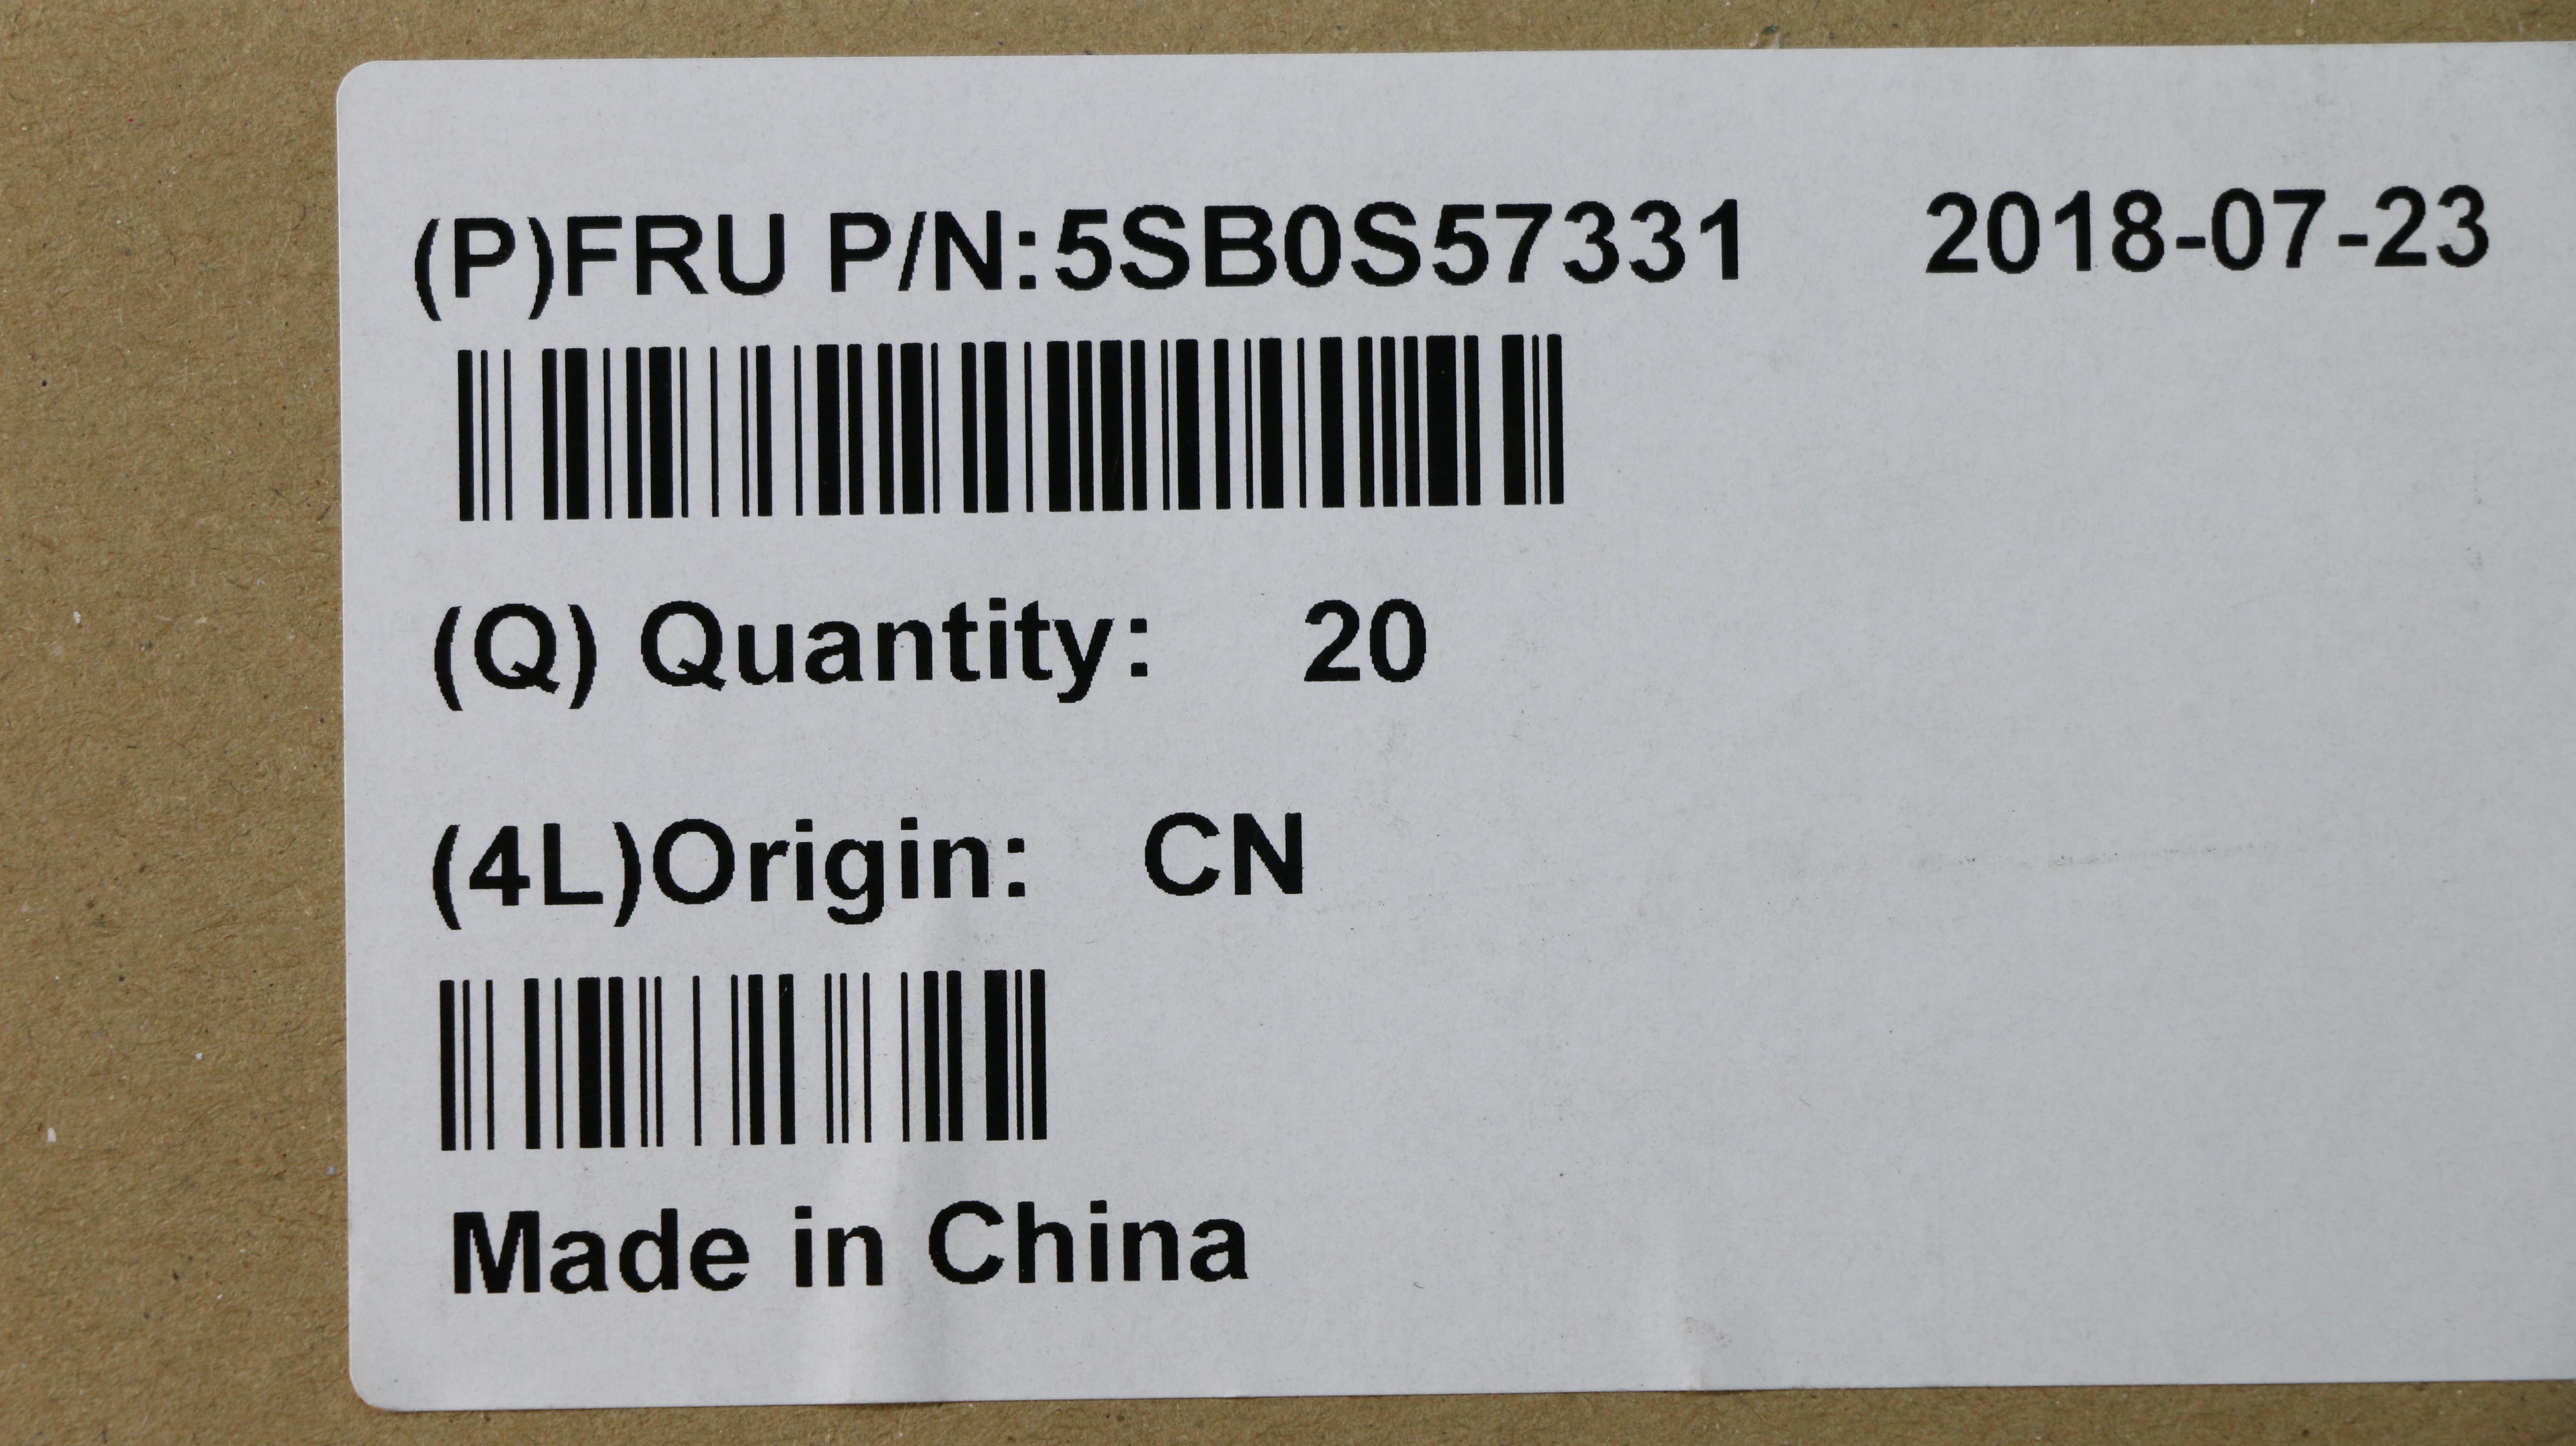 (P)FRU P/N:5SB0S57331 2018-07-23
(Q) Quantity: 20
(4L)Origin: CN
Made in China